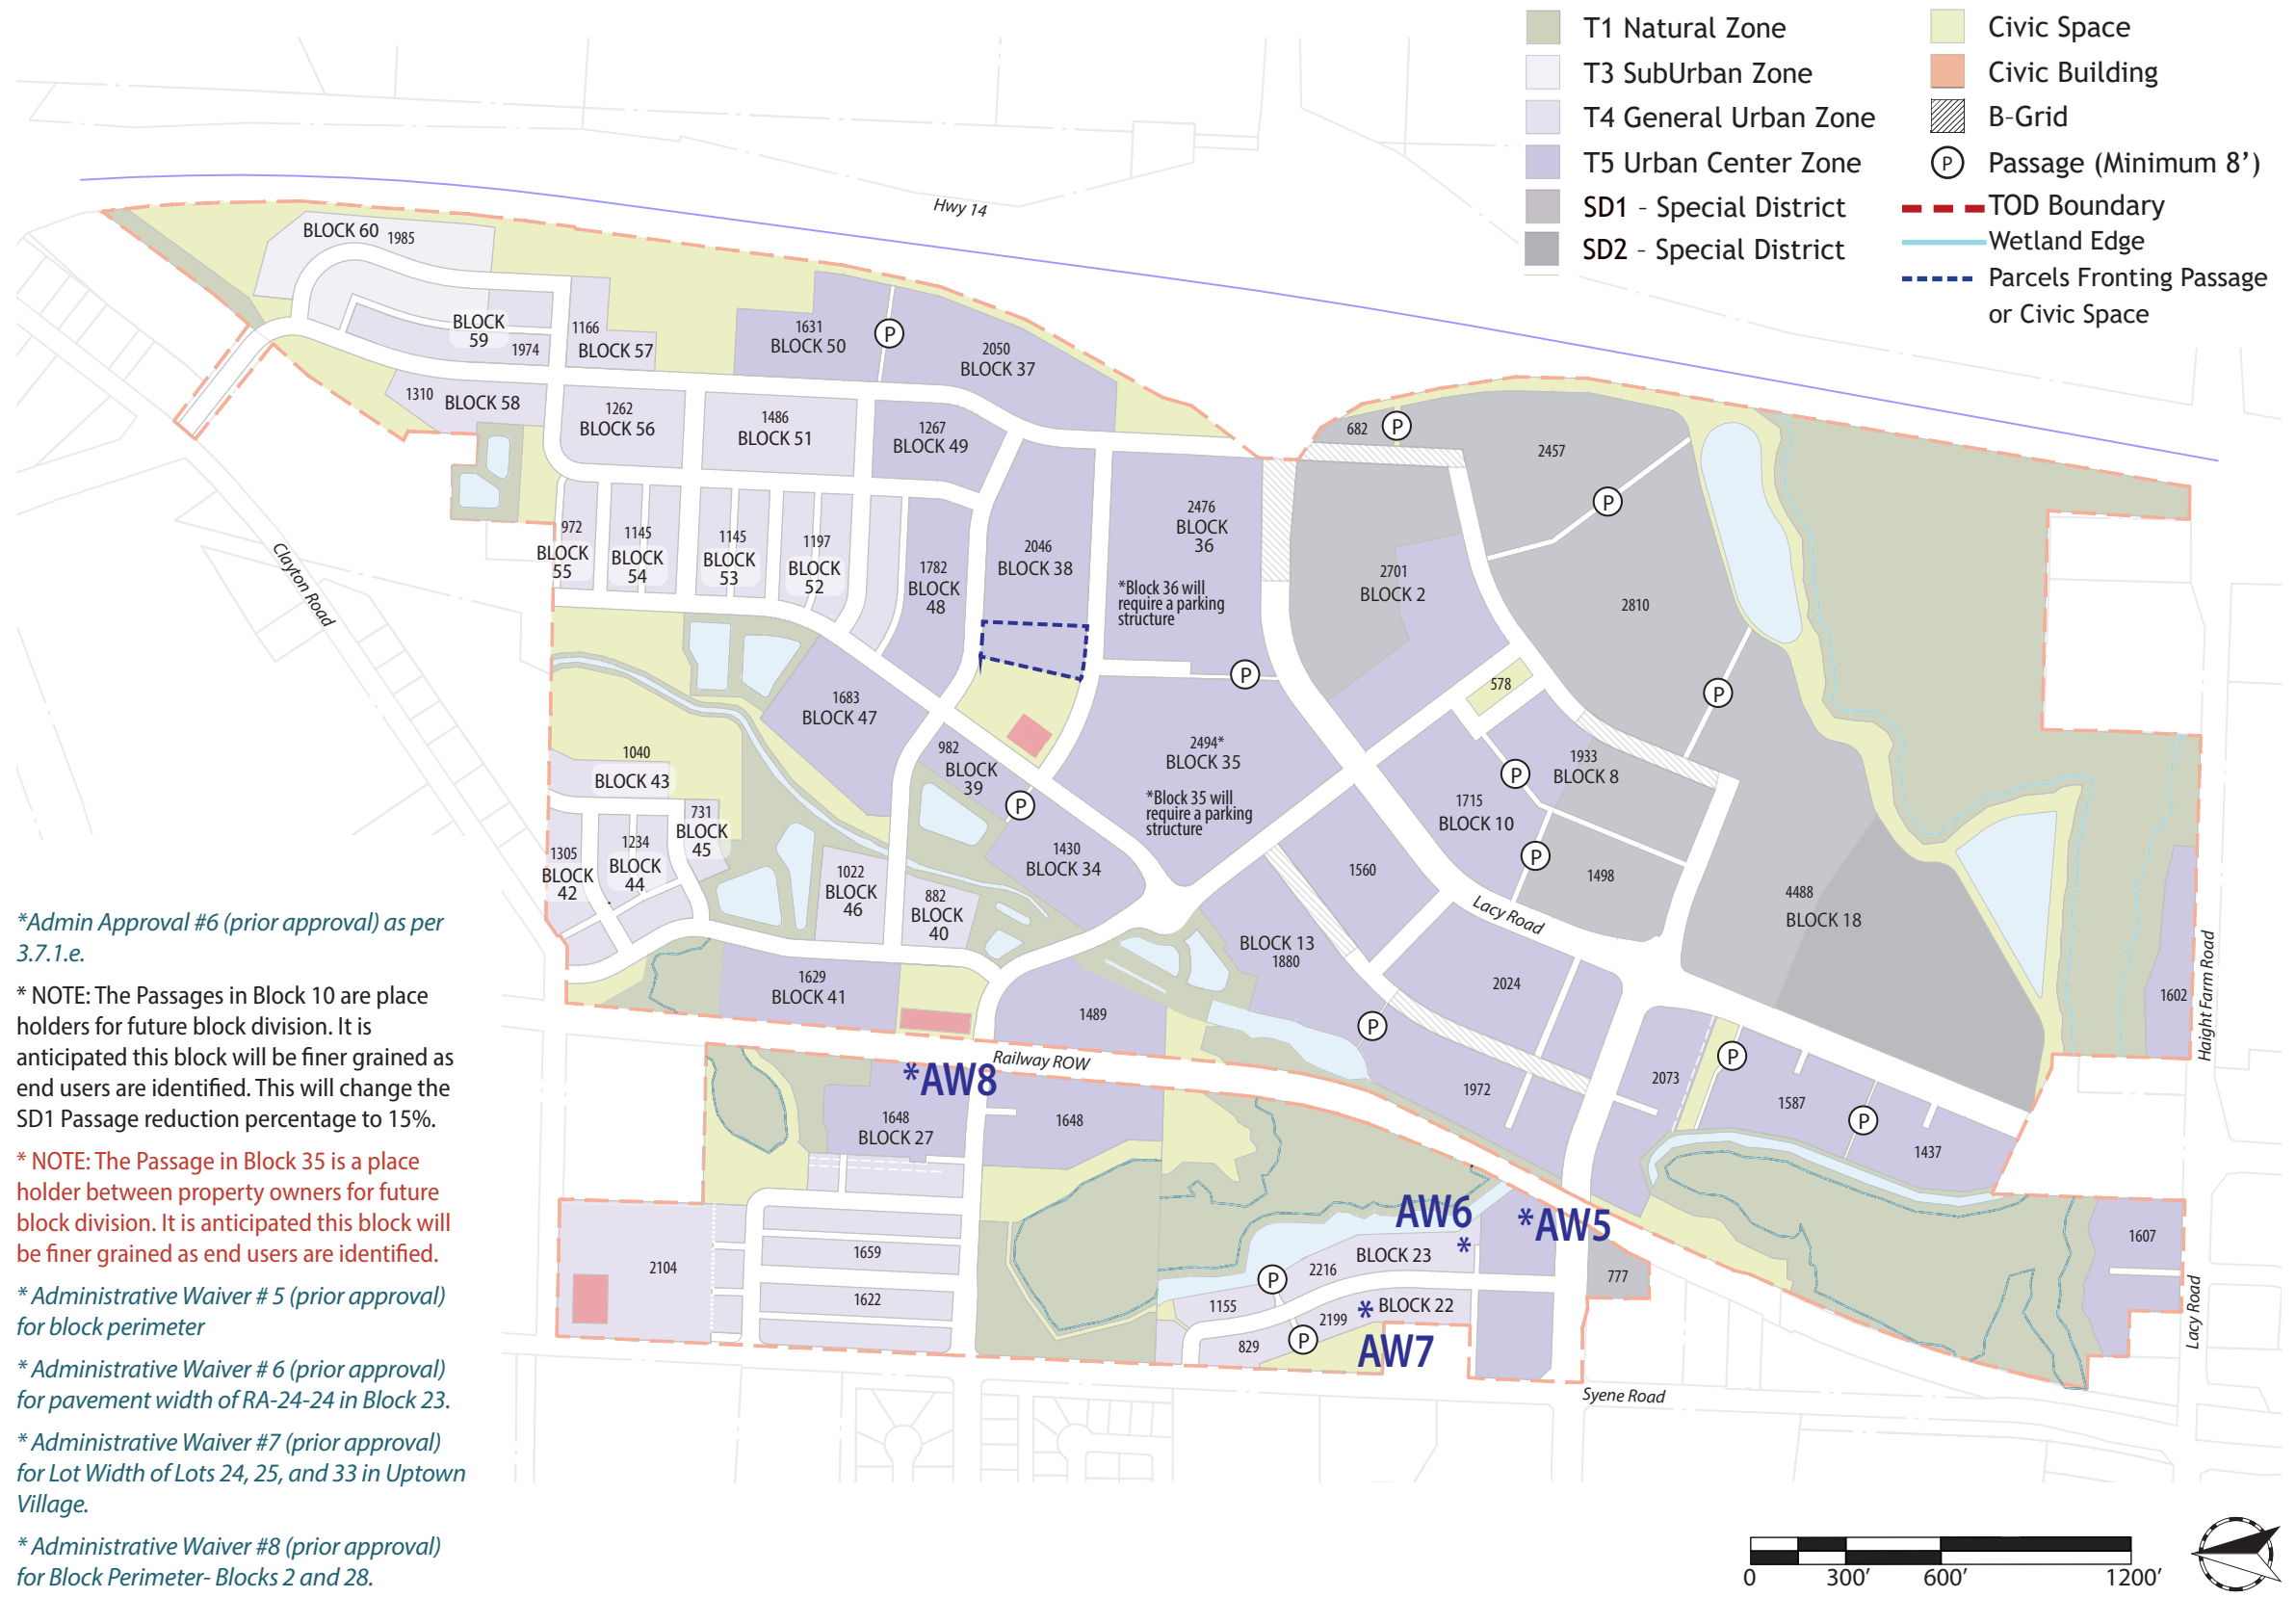 T1 Natural Zone
T3 SubUrban Zone
T4 General Urban Zone
T5 Urban Center Zone
SD1 - Special District
SD2 - Special District
Civic Space
Civic Building
B-Grid
P Passage (Minimum 8’)
TOD Boundary
Wetland Edge
Parcels Fronting Passage
or Civic Space
Hwy 14
BLOCK 60 1985
BLOCK
59
1974
1166
BLOCK 57
1631
BLOCK 50
P
2050
BLOCK 37
1310 BLOCK 58
1262
BLOCK 56
1486
BLOCK 51
1267
BLOCK 49
682
P
2457
P
972
BLOCK
55
1145
BLOCK
54
1145
BLOCK
53
1197
BLOCK
52
1782
BLOCK
48
2046
BLOCK 38
2476
BLOCK
36
*Block 36 will
require a parking
structure
2701
BLOCK 2
2810
Clayton Road
P
578
P
1683
BLOCK 47
982
BLOCK
39
P
2494*
BLOCK 35
*Block 35 will
require a parking
structure
1933
BLOCK 8
P
1715
BLOCK 10
P
1498
1040
BLOCK 43
731
BLOCK
45
1305
BLOCK
42
1234
BLOCK
44
1022
BLOCK
46
882
BLOCK
40
1430
BLOCK 34
1560
Lacy Road
4488
BLOCK 18
BLOCK 13
1880
2024
1629
BLOCK 41
1489
P
1972
2073
P
1587
P
1437
1602
Haight Farm Road
Railway ROW
*AW8
1648
BLOCK 27
1648
2104
1659
1622
AW6
*
*AW5
BLOCK 23
2216
P
1155
2199
* BLOCK 22
829
P
AW7
777
1607
Lacy Road
Syene Road
*Admin Approval #6 (prior approval) as per
3.7.1.e.
* NOTE: The Passages in Block 10 are place
holders for future block division. It is
anticipated this block will be finer grained as
end users are identified. This will change the
SD1 Passage reduction percentage to 15%.
* NOTE: The Passage in Block 35 is a place
holder between property owners for future
block division. It is anticipated this block will
be finer grained as end users are identified.
* Administrative Waiver # 5 (prior approval)
for block perimeter
* Administrative Waiver # 6 (prior approval)
for pavement width of RA-24-24 in Block 23.
* Administrative Waiver #7 (prior approval)
for Lot Width of Lots 24, 25, and 33 in Uptown
Village.
* Administrative Waiver #8 (prior approval)
for Block Perimeter- Blocks 2 and 28.
0 300’ 600’ 1200’